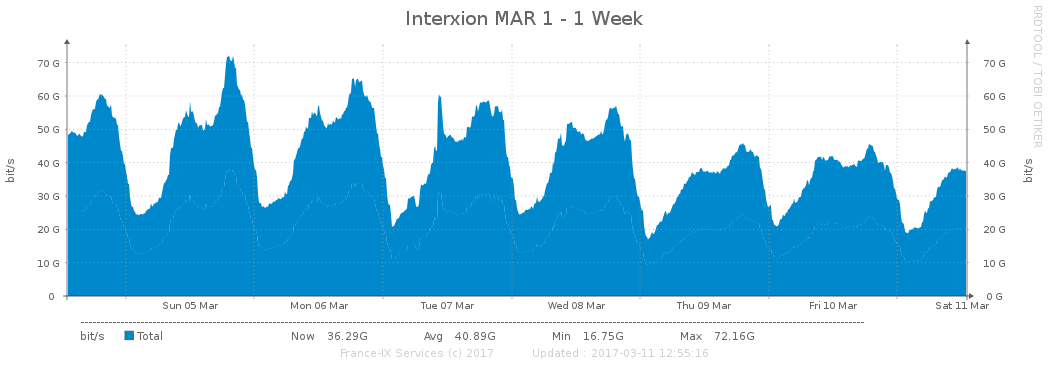 Interxion MAR 1 - 1 Week
RRDTOOL / TOBI OETIKER
bit/s
bit/s
70 G 70 G
60 G 60 G
50 G 50 G
40 G 40 G
30 G 30 G
20 G 20 G
10 G 10 G
0 0 G
Sun 05 Mar Mon 06 Mar Tue 07 Mar Wed 08 Mar Thu 09 Mar Fri 10 Mar Sat 11 Mar
bit/s Total Now 36.29G Avg 40.89G Min 16.75G Max 72.16G
France-IX Services (c) 2017 Updated : 2017-03-11 12:55:16